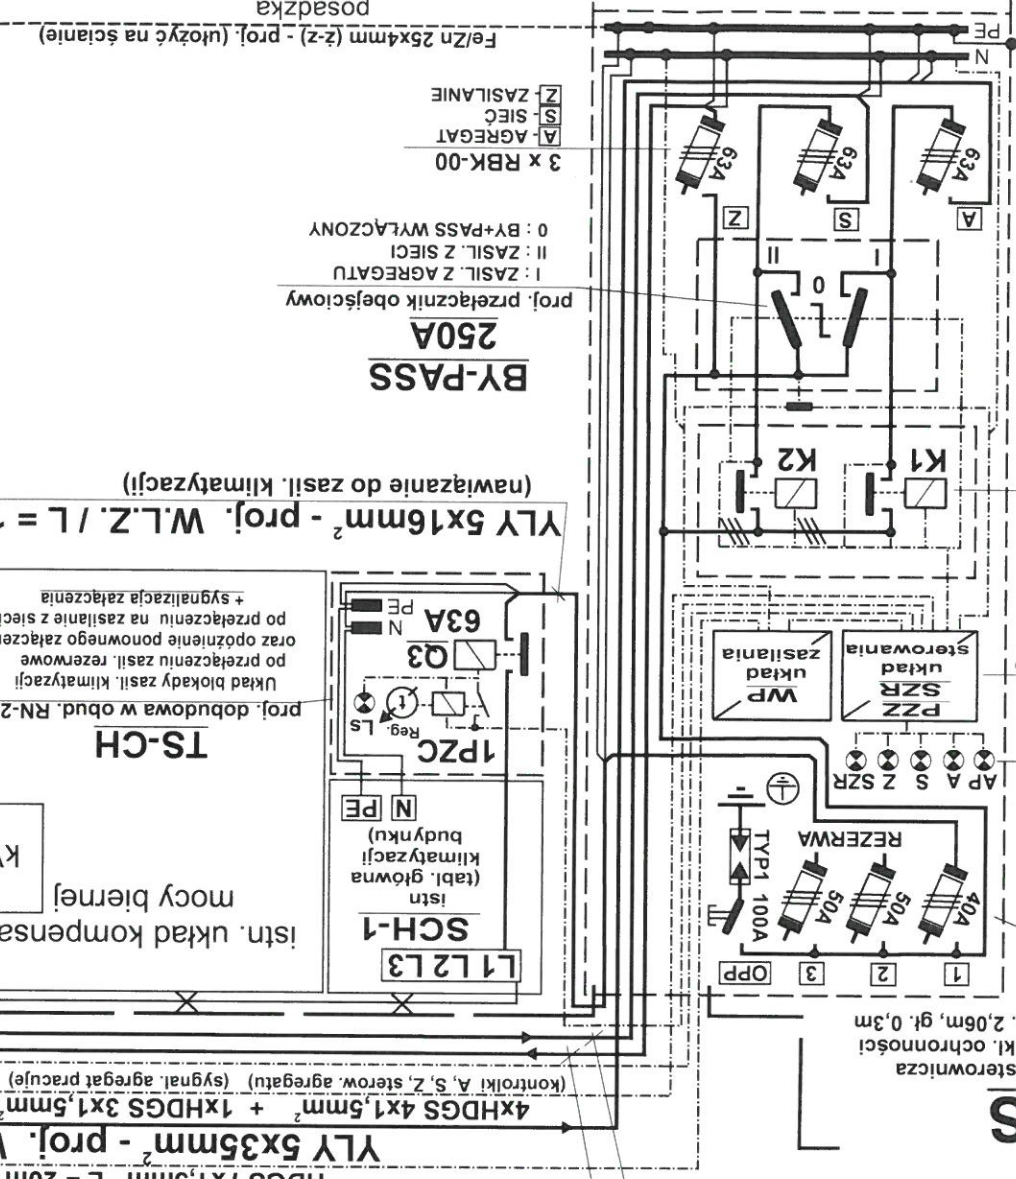 YLY 5x35mm² - proj.
4xHDGS 4x1,5mm² + 1xHDGS 3x1,5mm²
(kontrolki A, S, Z, sterow. agregatu) (sygnal. agregat pracuje)
S
sterownicza
kl. ochronności
2,06m, gł. 0,3m
1
2
3
OPP
40A
50A
50A
TYP1 100A
REZERWA
AP A S Z SZR
PZZ
SZR
układ
sterowania
WP
układ
zasilania
K1
K2
I
0
II
A
S
Z
63A
63A
63A
N
PE
L1 L2 L3
SCH-1
istn
(tabl. główna
klimatyzacji
budynku)
N
PE
1PZC
Reg.
t
Ls
Q3
63A
N
PE
istn. układ kompensa
mocy biernej
TS-CH
proj. dobudowa w obud. RN-2
Układ blokady zasil. klimatyzacji
po przełączeniu zasil. rezerwowe
oraz opóźnienie ponownego załączen
po przełączeniu na zasilanie z sieci
+ sygnalizacja załączenia
YLY 5x16mm² - proj. W.L.Z. / L =
(nawiązanie do zasil. klimatyzacji)
BY-PASS
250A
proj. przełącznik obejściowy
I : ZASIL. Z AGREGATU
II : ZASIL. Z SIECI
0 : BY+PASS WYŁĄCZONY
3 x RBK-00
A - AGREGAT
S - SIEĆ
Z - ZASILANIE
Fe/Zn 25x4mm (ż-z) - proj. (ułożyć na ścianie)
posadzka